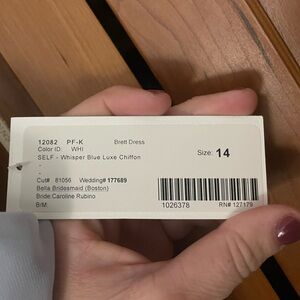 12082 PF-K Brett Dress
Color ID: WHI
SELF - Whisper Blue Luxe Chiffon
-
-
Size: 14
Cut# 81056 Wedding# 177689
Bella Bridesmaid (Boston)
Bride:Caroline Rubino
B/M:
1026378 RN# 127179